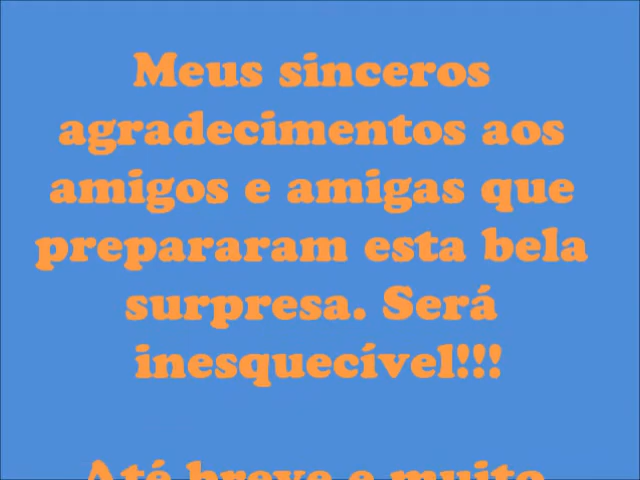 Meus sinceros
agradecimentos aos
amigos e amigas que
prepararam esta bela
surpresa. Será
inesquecível!!!
Até breve e muito